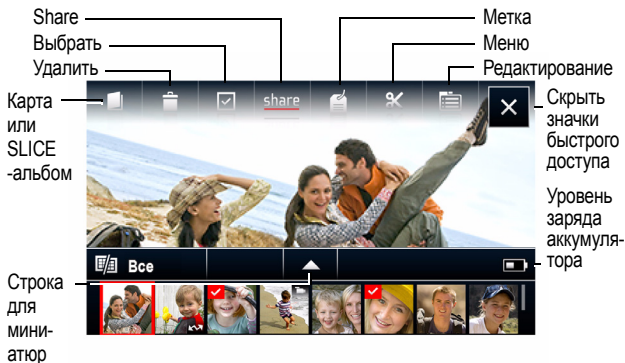 Share
Выбрать
Удалить
Карта
или
SLICE
-альбом
Метка
Меню
Редактирование
share
Скрыть
значки
быстрого
доступа
Все
Уровень
заряда
аккумуля-
тора
Строка
для
мини-
атюр